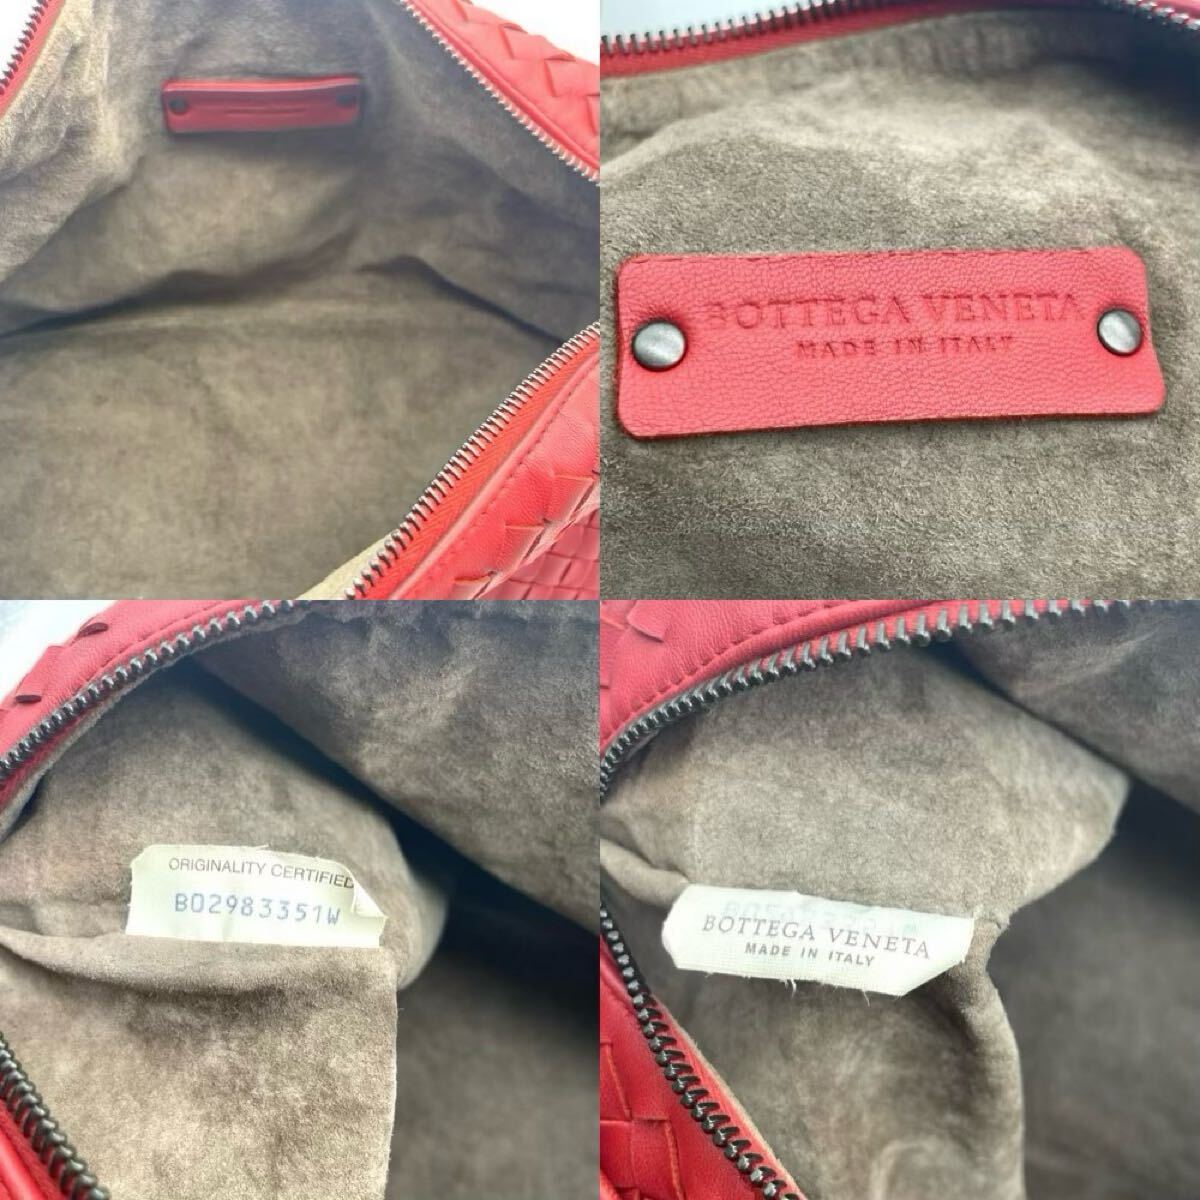 BOTTEGA VENETA
MADE IN ITALY
ORIGINALITY CERTIFIED
B02983351W
BOTTEGA VENETA
MADE IN ITALY